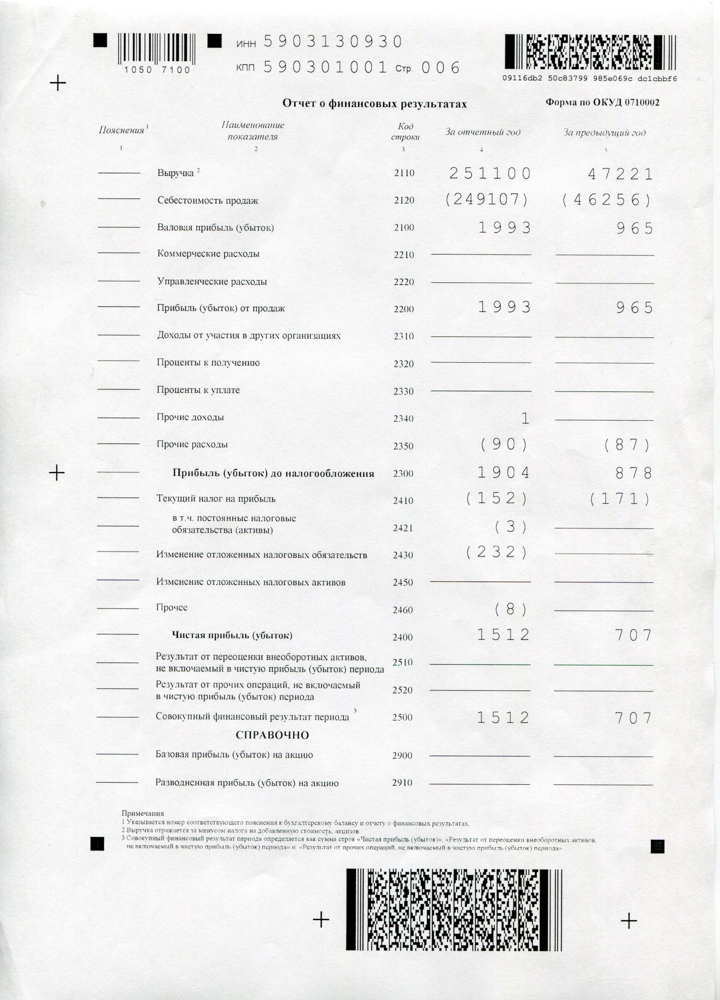 ИНН 5903130930
1050 7100
КПП 590301001 Стр. 006
09116db2 50c83799 985e069c dc1cbbf6
Отчет о финансовых результатах
Форма по ОКУД 0710002
Пояснения 1 Наименование показателя Код строки За отчетный год За предыдущий год
1 2 3 4 5
Выручка 2 2110 251100 47221
Себестоимость продаж 2120 (249107) (46256)
Валовая прибыль (убыток) 2100 1993 965
Коммерческие расходы 2210
Управленческие расходы 2220
Прибыль (убыток) от продаж 2200 1993 965
Доходы от участия в других организациях 2310
Проценты к получению 2320
Проценты к уплате 2330
Прочие доходы 2340 1
Прочие расходы 2350 (90) (87)
Прибыль (убыток) до налогообложения 2300 1904 878
Текущий налог на прибыль 2410 (152) (171)
в т.ч. постоянные налоговые
обязательства (активы) 2421 (3)
Изменение отложенных налоговых обязательств 2430 (232)
Изменение отложенных налоговых активов 2450
Прочее 2460 (8)
Чистая прибыль (убыток) 2400 1512 707
Результат от переоценки внеоборотных активов,
не включаемый в чистую прибыль (убыток) периода 2510
Результат от прочих операций, не включаемый
в чистую прибыль (убыток) периода 2520
Совокупный финансовый результат периода 3 2500 1512 707
СПРАВОЧНО
Базовая прибыль (убыток) на акцию 2900
Разводненная прибыль (убыток) на акцию 2910
Примечания
1 Указывается номер соответствующего пояснения к бухгалтерскому балансу и отчету о финансовых результатах.
2 Выручка отражается за минусом налога на добавленную стоимость, акцизов.
3 Совокупный финансовый результат периода определяется как сумма строк «Чистая прибыль (убыток)», «Результат от переоценки внеоборотных активов,
не включаемый в чистую прибыль (убыток) периода» и «Результат от прочих операций, не включаемый в чистую прибыль (убыток) периода»